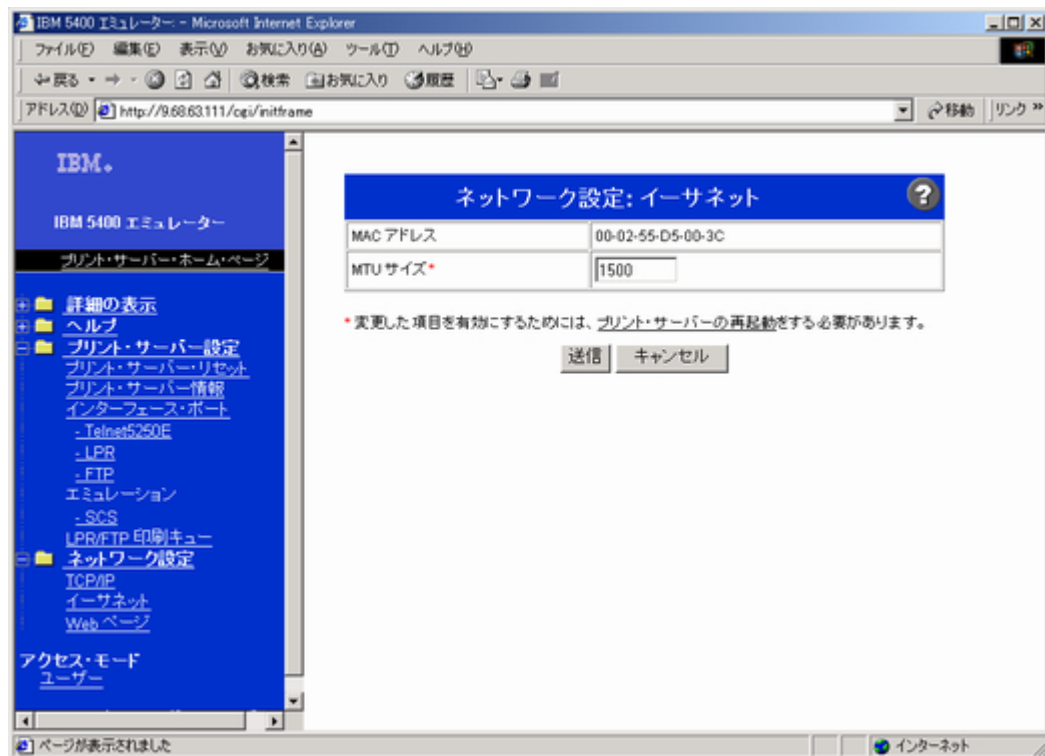 IBM 5400 エミュレーター: - Microsoft Internet Explorer
ファイル(F) 編集(E) 表示(V) お気に入り(A) ツール(T) ヘルプ(H)
戻る 検索 お気に入り 履歴
アドレス(D) http://9.68.63.111/cgi/initframe 移動 リンク »
IBM®
IBM 5400 エミュレーター
プリント・サーバー・ホーム・ページ
詳細の表示
ヘルプ
プリント・サーバー設定
プリント・サーバー・リセット
プリント・サーバー情報
インターフェース・ポート
- Telnet5250E
- LPR
- FTP
エミュレーション
- SCS
LPR/FTP 印刷キュー
ネットワーク設定
TCP/IP
イーサネット
Web ページ
アクセス・モード
ユーザー
ネットワーク設定: イーサネット ?
MAC アドレス 00-02-55-D5-00-3C
MTU サイズ* 1500
* 変更した項目を有効にするためには、プリント・サーバーの再起動をする必要があります。
送信 キャンセル
ページが表示されました インターネット